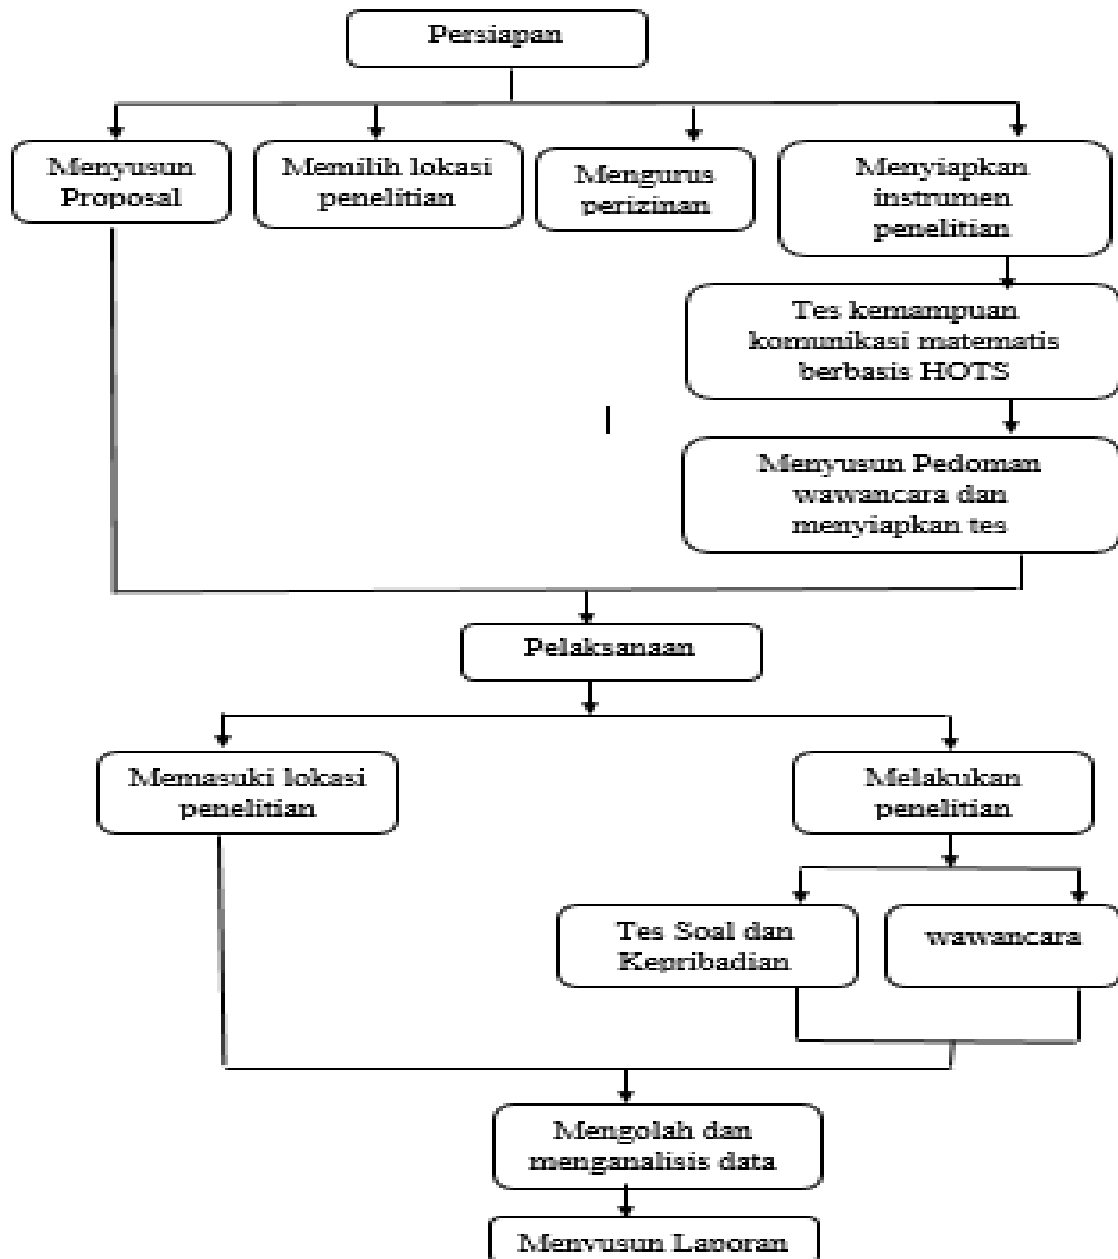 Persiapan
Menyusun
Proposal
Memilih lokasi
penelitian
Mengurus
perizinan
Menyiapkan
instrumen
penelitian
Tes kemampuan
komunikasi matematis
berbasis HOTS
Menyusun Pedoman
wawancara dan
menyiapkan tes
Pelaksanaan
Memasuki lokasi
penelitian
Melakukan
penelitian
Tes Soal dan
Kepribadian
wawancara
Mengolah dan
menganalisis data
Menyusun Laporan